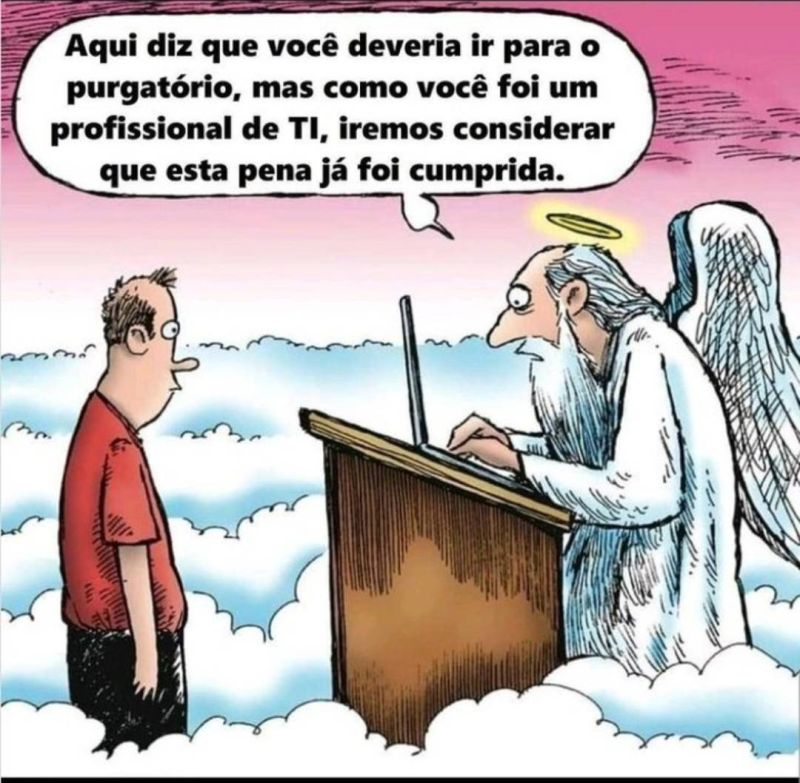 Aqui diz que você deveria ir para o
purgatório, mas como você foi um
profissional de TI, iremos considerar
que esta pena já foi cumprida.